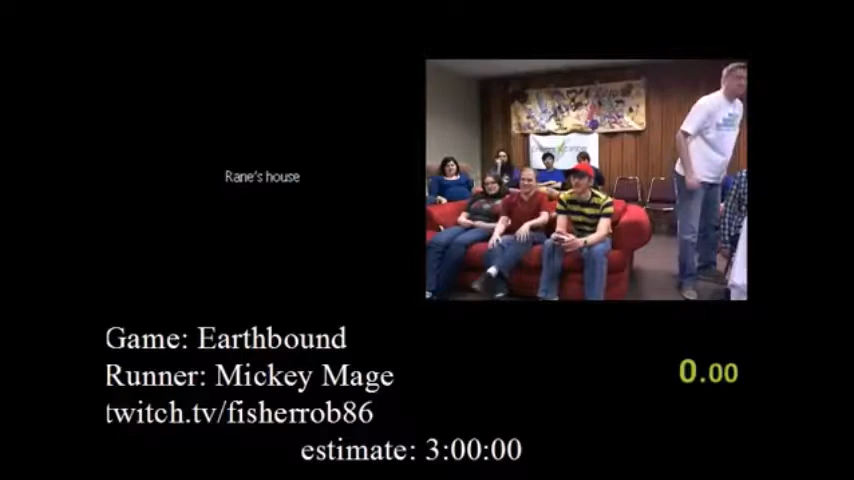 Rane's house
Game: Earthbound
Runner: Mickey Mage
twitch.tv/fisherrob86
estimate: 3:00:00
0.00